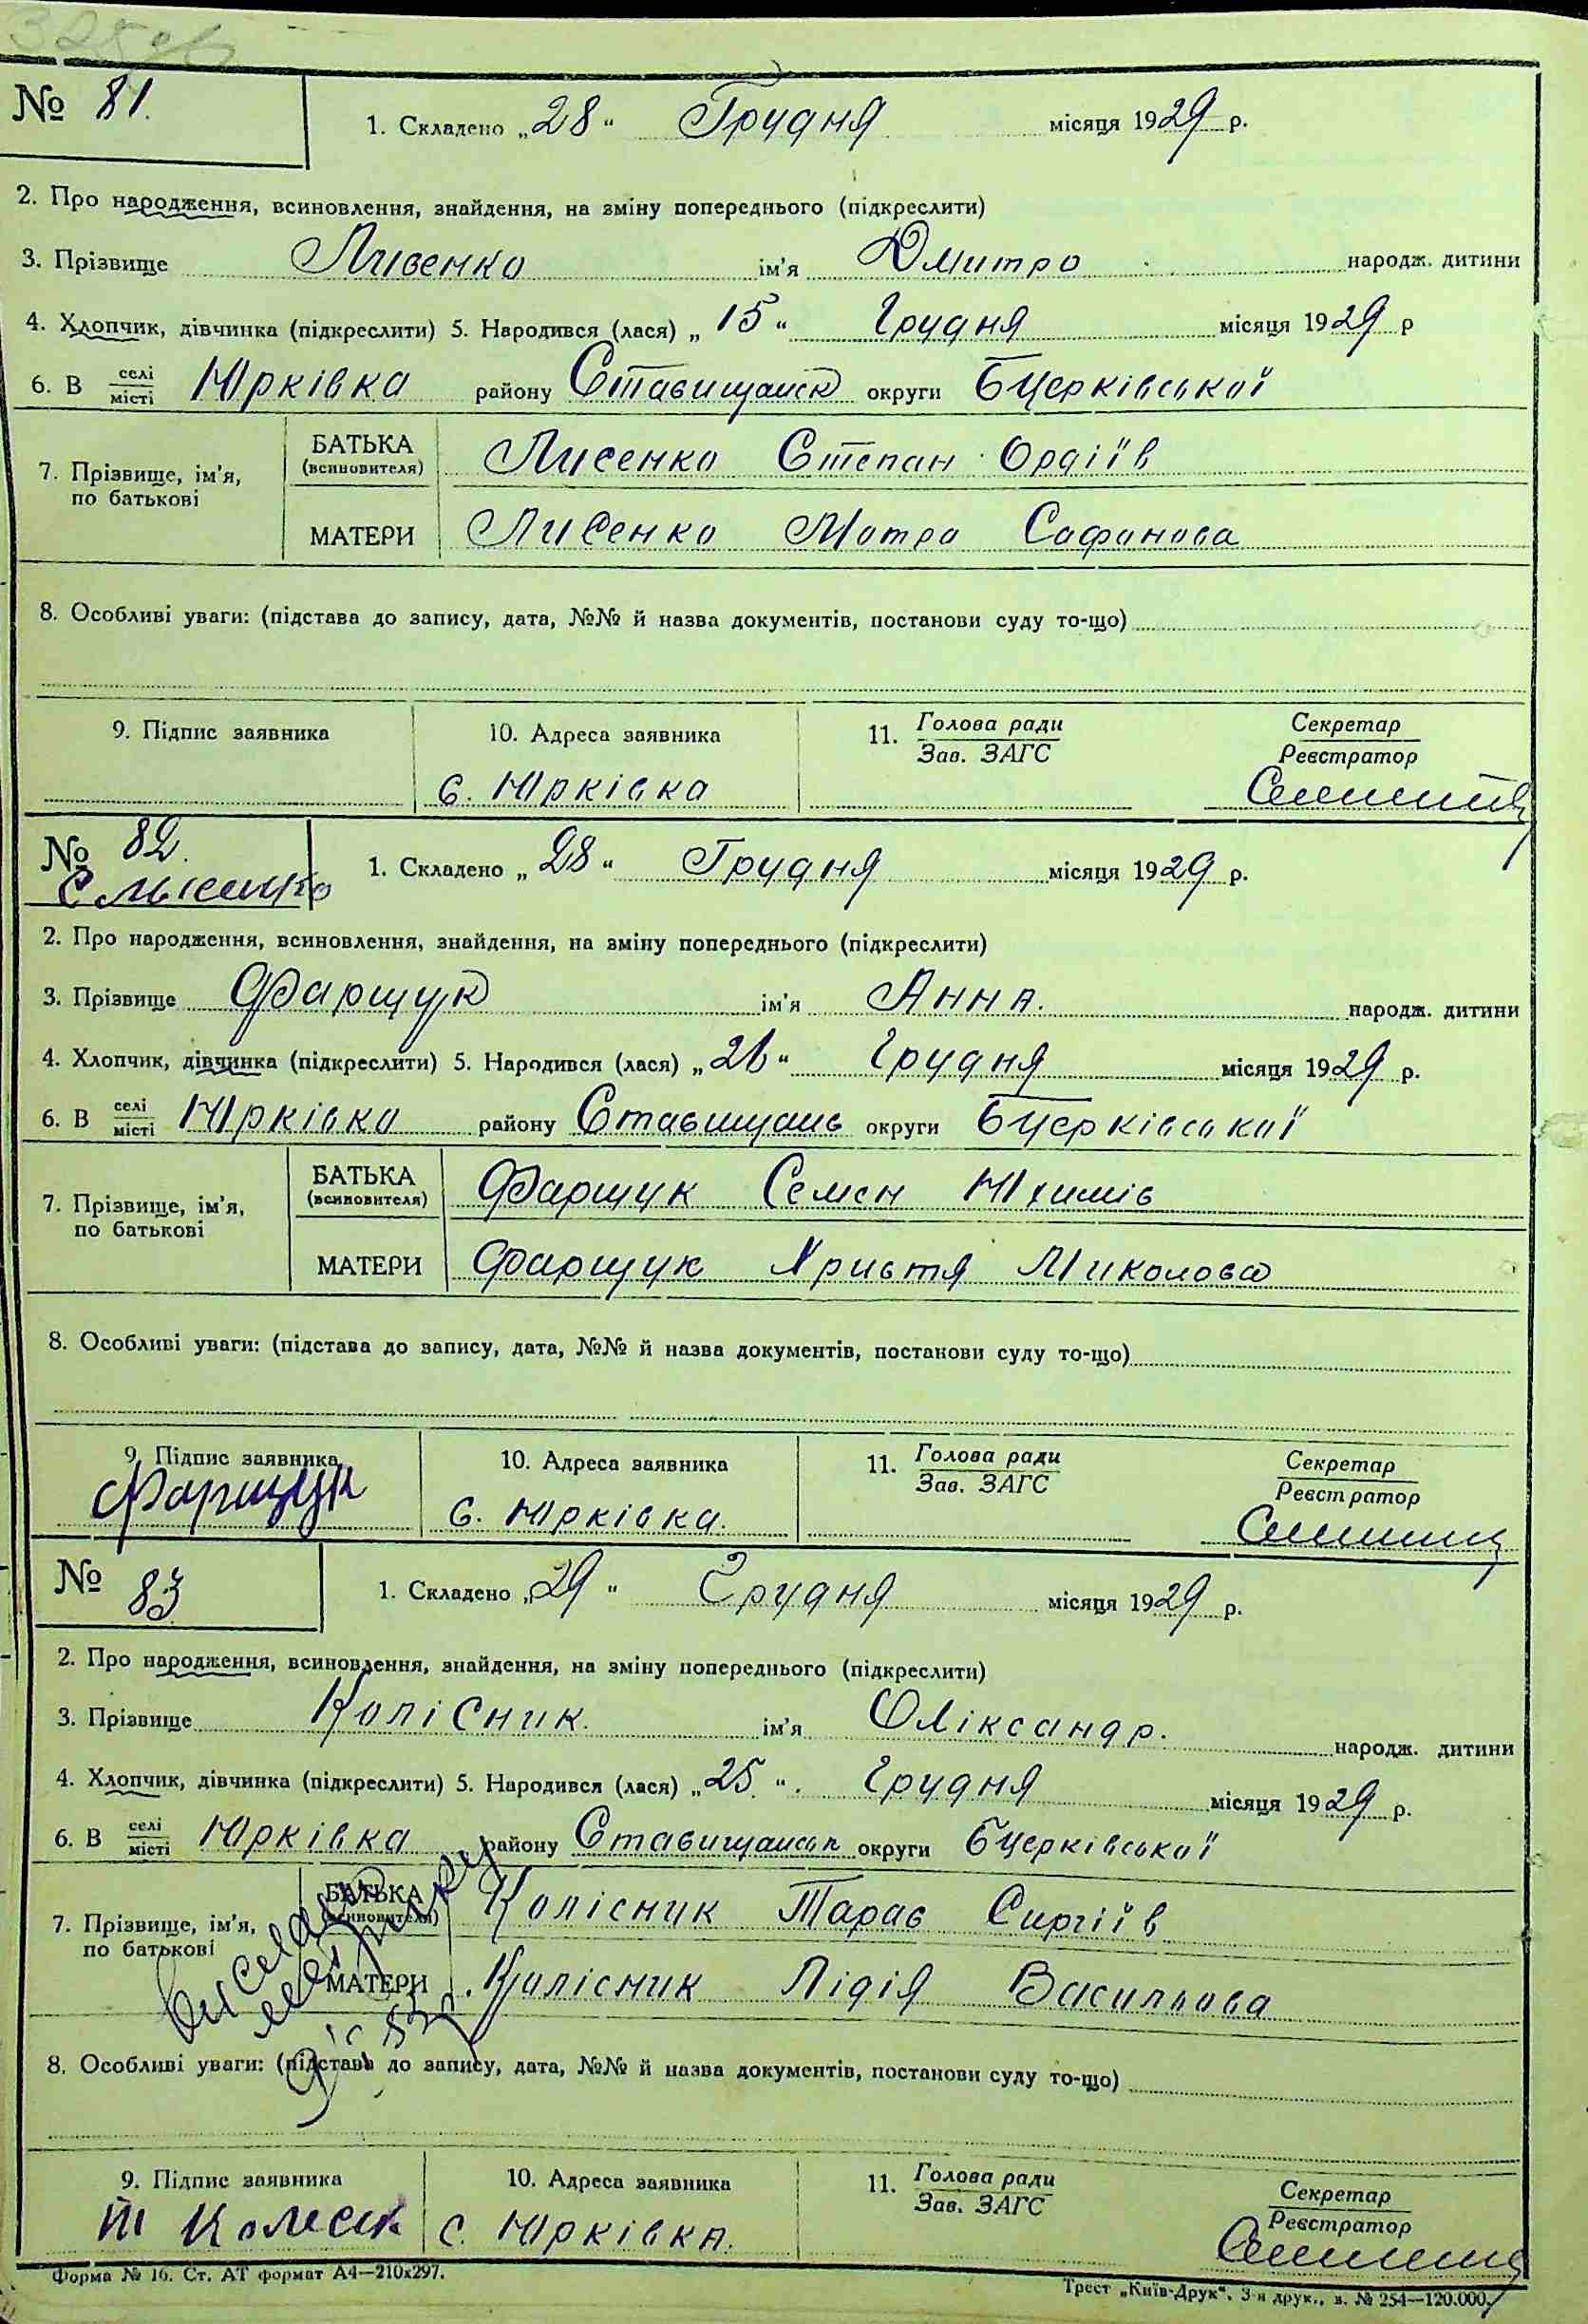 № 81.
1. Складено „28“ Грудня місяця 1929 р.
2. Про народження, всиновлення, знайдення, на зміну попереднього (підкреслити)
3. Прізвище Лисенко ім'я Дмитро народж. дитини
4. Хлопчик, дівчинка (підкреслити) 5. Народився (лася) „15“ Грудня місяця 1929 р
6. В селі місті Юрківка району Ставищанськ округи БЦерківської
7. Прізвище, ім'я, по батькові
БАТЬКА (всиновителя) Лисенко Степан Ордіїв
МАТЕРИ Лисенко Мотра Сафонова
8. Особливі уваги: (підстава до запису, дата, №№ й назва документів, постанови суду то-що)
9. Підпис заявника 10. Адреса заявника 11. Голова ради Зав. ЗАГС Секретар Реєстратор
с. Юрківка
№ 82.
1. Складено „28“ Грудня місяця 1929 р.
2. Про народження, всиновлення, знайдення, на зміну попереднього (підкреслити)
3. Прізвище Фарщук ім'я Анна. народж. дитини
4. Хлопчик, дівчинка (підкреслити) 5. Народився (лася) „26“ Грудня місяця 1929 р.
6. В селі місті Юрківка району Ставищань округи БЦерківської
7. Прізвище, ім'я, по батькові
БАТЬКА (всиновителя) Фарщук Семен Юхимів
МАТЕРИ Фарщук Христя Миколова
8. Особливі уваги: (підстава до запису, дата, №№ й назва документів, постанови суду то-що)
9. Підпис заявника 10. Адреса заявника 11. Голова ради Зав. ЗАГС Секретар Реєстратор
Фарщук с. Юрківка.
№ 83
1. Складено „29“ Грудня місяця 1929 р.
2. Про народження, всиновлення, знайдення, на зміну попереднього (підкреслити)
3. Прізвище Колісник. ім'я Оліксандр. народж. дитини
4. Хлопчик, дівчинка (підкреслити) 5. Народився (лася) „25.“ Грудня місяця 1929 р.
6. В селі місті Юрківка району Ставищанськ округи БЦерківської
7. Прізвище, ім'я, по батькові
БАТЬКА (всиновителя) Колісник Тарас Сиргіїв
МАТЕРИ Колісник Лідія Василькова
8. Особливі уваги: (підстава до запису, дата, №№ й назва документів, постанови суду то-що)
9. Підпис заявника 10. Адреса заявника 11. Голова ради Зав. ЗАГС Секретар Реєстратор
с. Юрківка.
Форма № 16. Ст. АТ формат А4—210х297.
Трест „Київ-Друк“. 3-я друк., з. № 254—120.000.